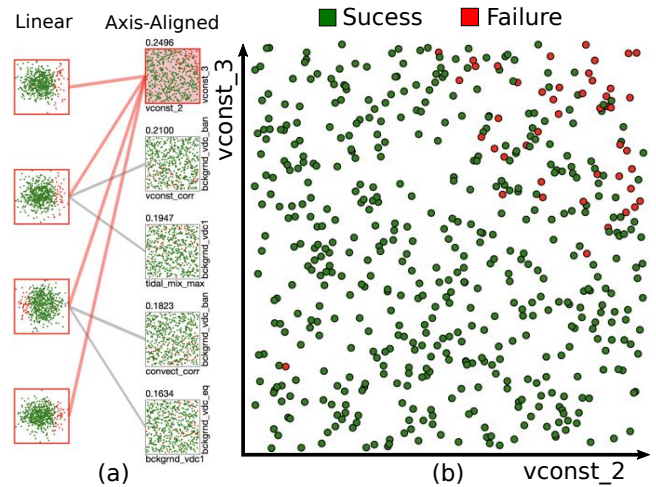 Linear
Axis-Aligned
Sucess
Failure
0.2496
vconst_3
vconst_2
0.2100
bckgrnd_vdc_ban
vconst_corr
0.1947
bckgrnd_vdc1
tidal_mix_max
0.1823
bckgrnd_vdc_ban
convect_corr
0.1634
bckgrnd_vdc_eq
bckgrnd_vdc1
(a)
vconst_3
(b)
vconst_2